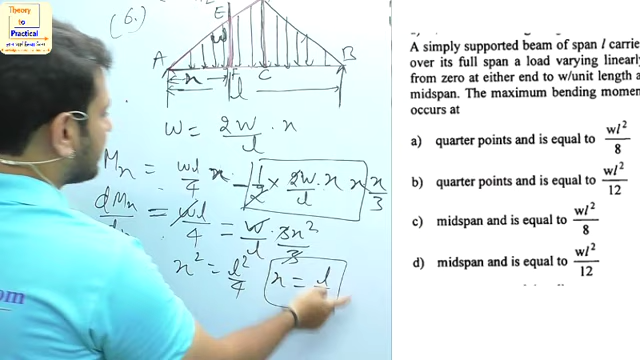 Theory
to
Practical
(6.)
E
A
w
B
x
F
C
l
w = 2w/l . x
Mx = wl/4 x - 1/2 × 2w/l . x × x × x/3
dMx/dx = wl/4 = w/l . 3x²/3
x² = l²/4
x = l
om
A simply supported beam of span l carrie
over its full span a load varying linearly
from zero at either end to w/unit length a
midspan. The maximum bending momen
occurs at
a) quarter points and is equal to wl²/8
b) quarter points and is equal to wl²/12
c) midspan and is equal to wl²/8
d) midspan and is equal to wl²/12